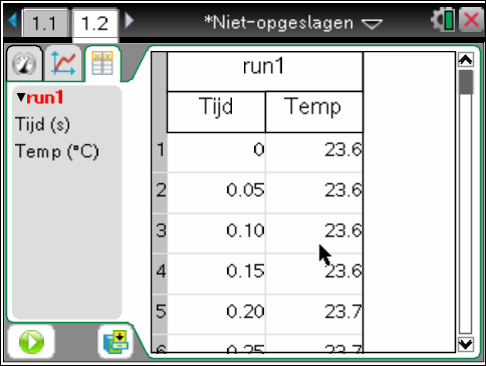 1.1 1.2 *Niet-opgeslagen
▾run1
Tijd (s)
Temp (°C)
run1
Tijd Temp
1 0 23.6
2 0.05 23.6
3 0.10 23.6
4 0.15 23.6
5 0.20 23.7
6 0.25 23.7